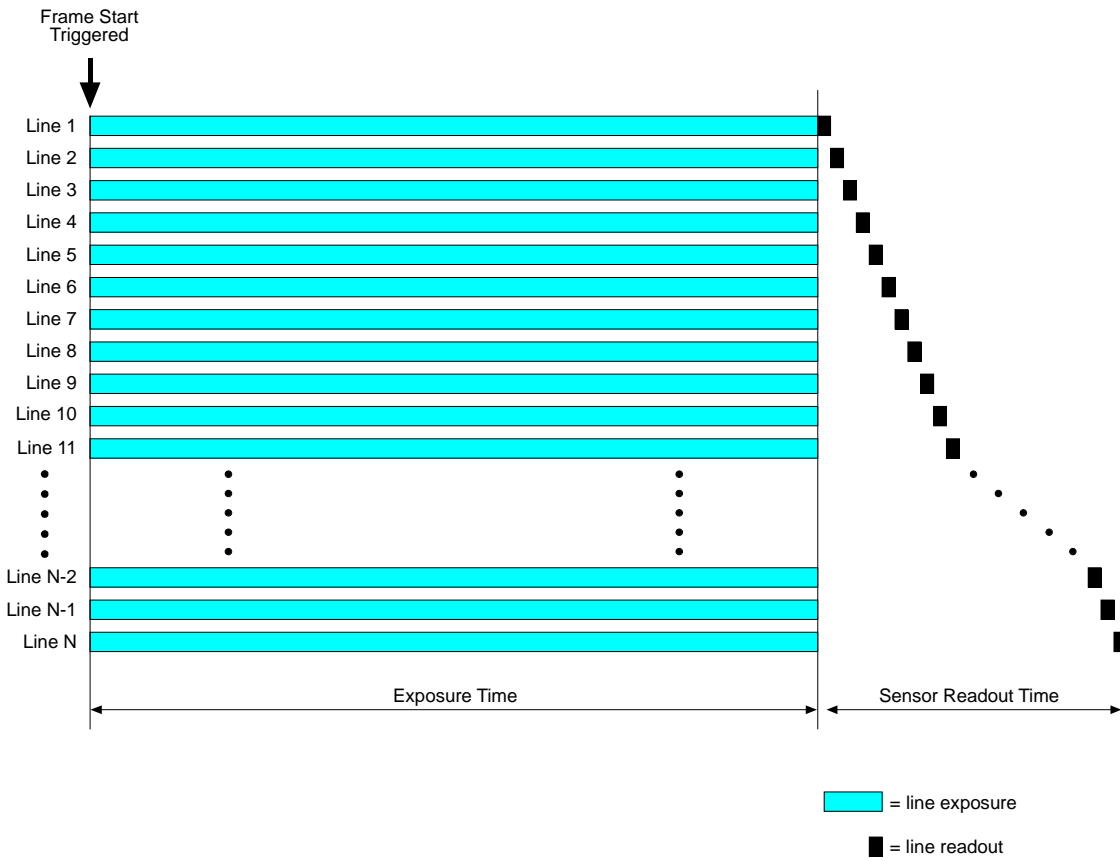 Frame Start
Triggered
Line 1
Line 2
Line 3
Line 4
Line 5
Line 6
Line 7
Line 8
Line 9
Line 10
Line 11
Line N-2
Line N-1
Line N
Exposure Time
Sensor Readout Time
= line exposure
= line readout